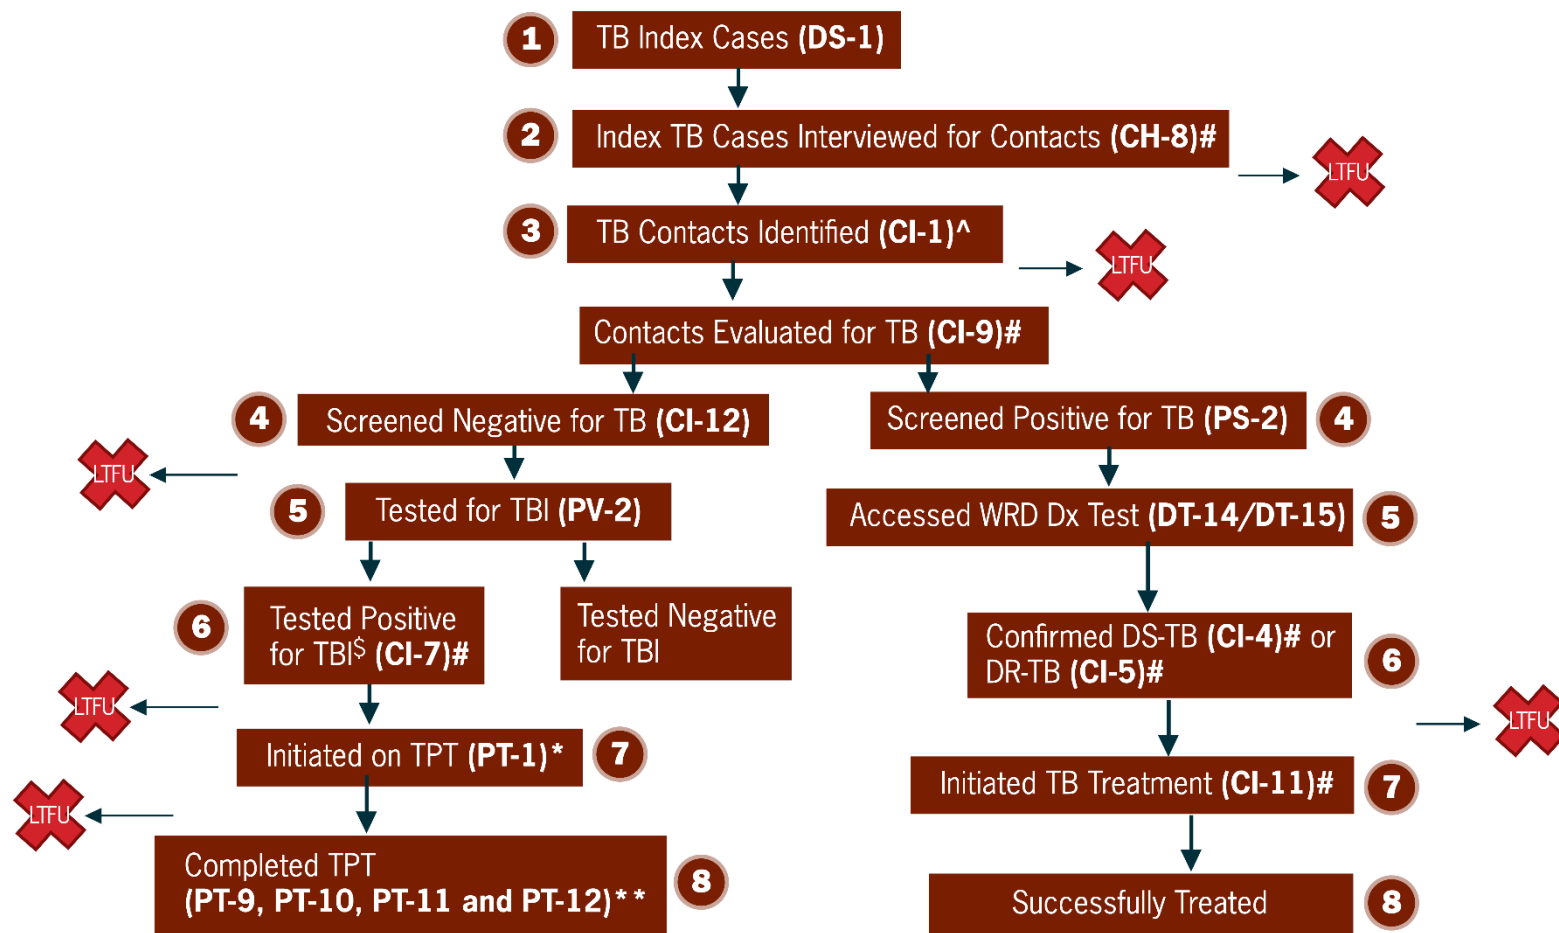 1
TB Index Cases (DS-1)
2
Index TB Cases Interviewed for Contacts (CH-8)#
LTFU
3
TB Contacts Identified (CI-1)^
LTFU
Contacts Evaluated for TB (CI-9)#
4
Screened Negative for TB (CI-12)
Screened Positive for TB (PS-2)
4
LTFU
5
Tested for TBI (PV-2)
Accessed WRD Dx Test (DT-14/DT-15)
5
6
Tested Positive
for TBI$ (CI-7)#
Tested Negative
for TBI
Confirmed DS-TB (CI-4)# or
DR-TB (CI-5)#
6
LTFU
LTFU
Initiated on TPT (PT-1)*
7
Initiated TB Treatment (CI-11)#
7
LTFU
Completed TPT
(PT-9, PT-10, PT-11 and PT-12)**
8
Successfully Treated
8